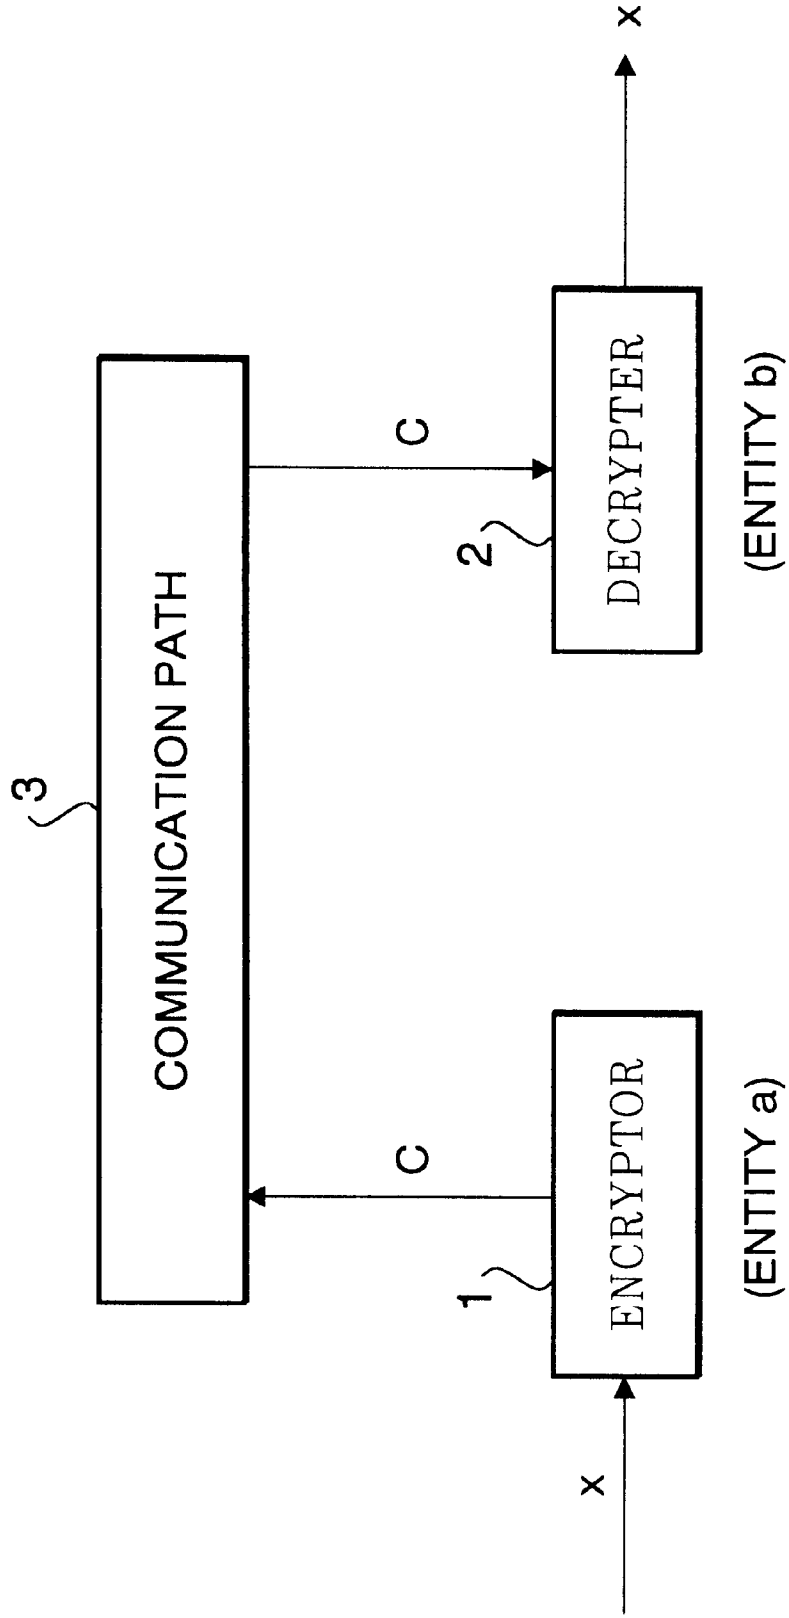 3
COMMUNICATION PATH
C
C
1
2
x
ENCRYPTOR
DECRYPTER
x
(ENTITY a)
(ENTITY b)